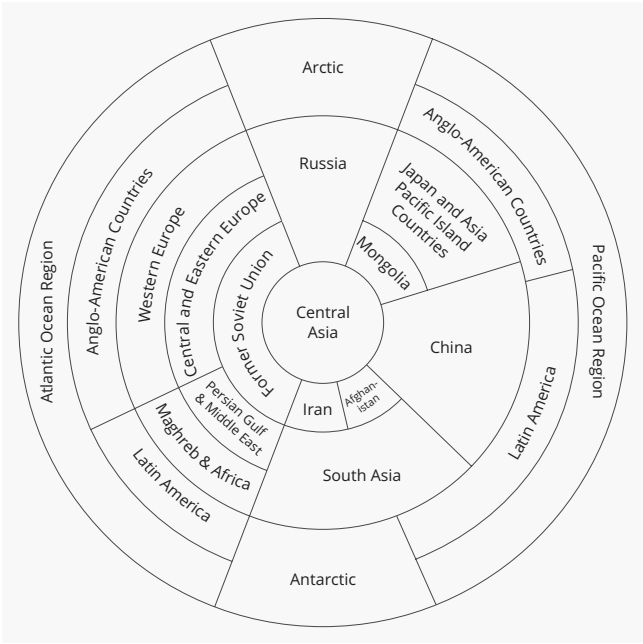 Arctic
Russia
Anglo-American Countries
Japan and Asia
Pacific Island
Countries
Mongolia
Pacific Ocean Region
Atlantic Ocean Region
Anglo-American Countries
Western Europe
Central and Eastern Europe
Former Soviet Union
Central
Asia
China
Latin America
Persian Gulf
& Middle East
Maghreb & Africa
Latin America
Iran
Afghan-
istan
South Asia
Antarctic